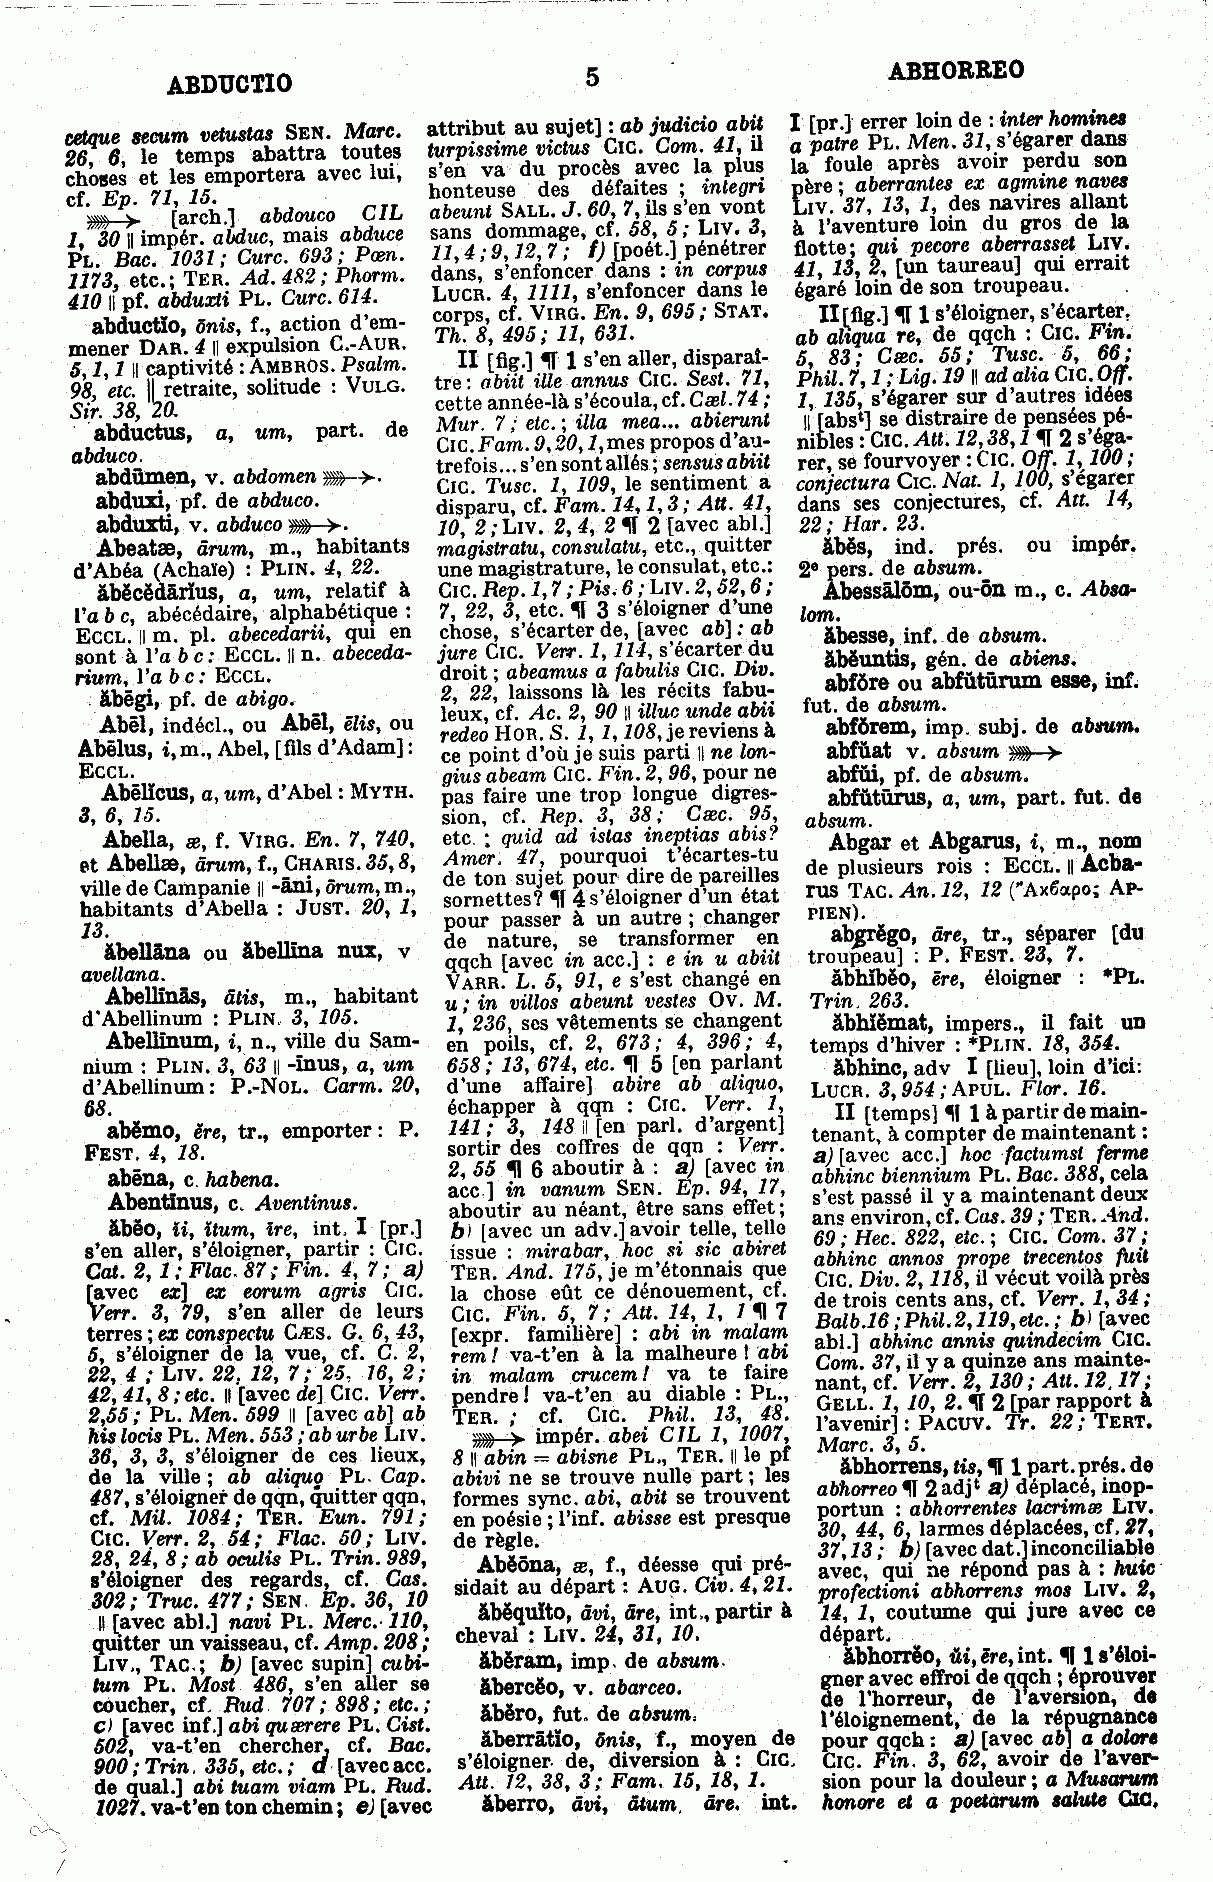 ABDUCTIO
5
ABHORREO
cetque secum vetustas SEN. Marc.
26, 6, le temps abattra toutes
choses et les emportera avec lui,
cf. Ep. 71, 15.
[arch.] abdouco CIL
1, 30 || impér. abduc, mais abduce
PL. Bac. 1031 ; Curc. 693 ; Pœn.
1173, etc.; TER. Ad. 482 ; Phorm.
410 || pf. abduxti PL. Curc. 614.
abductĭo, ōnis, f., action d'em-
mener DAR. 4 || expulsion C.-AUR.
5, 1, 1 || captivité : AMBROS. Psalm.
98, etc. || retraite, solitude : VULG.
Sir. 38, 20.
abductus, a, um, part. de
abduco.
abdūmen, v. abdomen
abduxi, pf. de abduco.
abduxti, v. abduco
Abeatæ, ārum, m., habitants
d'Abéa (Achaïe) : PLIN. 4, 22.
ăbĕcĕdārĭus, a, um, relatif à
l'a b c, abécédaire, alphabétique :
ECCL. || m. pl. abecedarii, qui en
sont à l'a b c : ECCL. || n. abeceda-
rium, l'a b c : ECCL.
ăbēgi, pf. de abigo.
Abēl, indécl., ou Abēl, ēlis, ou
Abēlus, i, m., Abel, [fils d'Adam] :
ECCL.
Abēlĭcus, a, um, d'Abel : MYTH.
3, 6, 15.
Abella, æ, f. VIRG. En. 7, 740,
et Abellæ, ārum, f., CHARIS. 35, 8,
ville de Campanie || -āni, ōrum, m.,
habitants d'Abella : JUST. 20, 1,
13.
ăbellāna ou ăbellīna nux, v
avellana.
Abellīnās, ātis, m., habitant
d'Abellinum : PLIN. 3, 105.
Abellīnum, i, n., ville du Sam-
nium : PLIN. 3, 63 || -īnus, a, um
d'Abellinum : P.-NOL. Carm. 20,
68.
abĕmo, ĕre, tr., emporter : P.
FEST. 4, 18.
abēna, c. habena.
Abentīnus, c. Aventinus.
ăbĕo, ĭi, ĭtum, īre, int. I [pr.]
s'en aller, s'éloigner, partir : CIC.
Cat. 2, 1 ; Flac. 87 ; Fin. 4, 7 ; a)
[avec ex] ex eorum agris CIC.
Verr. 3, 79, s'en aller de leurs
terres ; ex conspectu CÆS. G. 6, 43,
5, s'éloigner de la vue, cf. C. 2,
22, 4 ; LIV. 22, 12, 7 ; 25, 16, 2 ;
42, 41, 8 ; etc. || [avec de] CIC. Verr.
2,55 ; PL. Men. 599 || [avec ab] ab
his locis PL. Men. 553 ; ab urbe LIV.
36, 3, 3, s'éloigner de ces lieux,
de la ville ; ab aliquo PL. Cap.
487, s'éloigner de qqn, quitter qqn,
cf. Mil. 1084 ; TER. Eun. 791 ;
CIC. Verr. 2, 54 ; Flac. 50 ; LIV.
28, 24, 8 ; ab oculis PL. Trin. 989,
s'éloigner des regards, cf. Cas.
302 ; Truc. 477 ; SEN. Ep. 36, 10
|| [avec abl.] navi PL. Merc. 110,
quitter un vaisseau, cf. Amp. 208 ;
LIV., TAC.; b) [avec supin] cubi-
tum PL. Most 486, s'en aller se
coucher, cf. Rud. 707 ; 898 ; etc. ;
c) [avec inf.] abi quærere PL. Cist.
502, va-t'en chercher, cf. Bac.
900 ; Trin. 335, etc. ; d [avec acc.
de qual.] abi tuam viam PL. Rud.
1027. va-t'en ton chemin ; e) [avec
attribut au sujet] : ab judicio abit
turpissime victus CIC. Com. 41, il
s'en va du procès avec la plus
honteuse des défaites ; integri
abeunt SALL. J. 60, 7, ils s'en vont
sans dommage, cf. 58, 5 ; LIV. 3,
11, 4 ; 9, 12, 7 ; f) [poét.] pénétrer
dans, s'enfoncer dans : in corpus
LUCR. 4, 1111, s'enfoncer dans le
corps, cf. VIRG. En. 9, 695 ; STAT.
Th. 8, 495 ; 11, 631.
II [fig.] ¶ 1 s'en aller, disparaî-
tre : abiit ille annus CIC. Sest. 71,
cette année-là s'écoula, cf. Cæl. 74 ;
Mur. 7 ; etc. ; illa mea... abierunt
CIC. Fam. 9, 20, 1, mes propos d'au-
trefois... s'en sont allés ; sensus abiit
CIC. Tusc. 1, 109, le sentiment a
disparu, cf. Fam. 14, 1, 3 ; Att. 41,
10, 2 ; LIV. 2, 4, 2 ¶ 2 [avec abl.]
magistratu, consulatu, etc., quitter
une magistrature, le consulat, etc.:
CIC. Rep. 1, 7 ; Pis. 6 ; LIV. 2, 52, 6 ;
7, 22, 3, etc. ¶ 3 s'éloigner d'une
chose, s'écarter de, [avec ab] : ab
jure CIC. Verr. 1, 114, s'écarter du
droit ; abeamus a fabulis CIC. Div.
2, 22, laissons là les récits fabu-
leux, cf. Ac. 2, 90 || illuc unde abii
redeo HOR. S. 1, 1, 108, je reviens à
ce point d'où je suis parti || ne lon-
gius abeam CIC. Fin. 2, 96, pour ne
pas faire une trop longue digres-
sion, cf. Rep. 3, 38 ; Cæc. 95,
etc. : quid ad istas ineptias abis?
Amer. 47, pourquoi t'écartes-tu
de ton sujet pour dire de pareilles
sornettes? ¶ 4 s'éloigner d'un état
pour passer à un autre ; changer
de nature, se transformer en
qqch [avec in acc.] : e in u abiit
VARR. L. 5, 91, e s'est changé en
u ; in villos abeunt vestes OV. M.
1, 236, ses vêtements se changent
en poils, cf. 2, 673 ; 4, 396 ; 4,
658 ; 13, 674, etc. ¶ 5 [en parlant
d'une affaire] abire ab aliquo,
échapper à qqn : CIC. Verr. 1,
141 ; 3, 148 || [en parl. d'argent]
sortir des coffres de qqn : Verr.
2, 55 ¶ 6 aboutir à : a) [avec in
acc.] in vanum SEN. Ep. 94, 17,
aboutir au néant, être sans effet ;
b) [avec un adv.] avoir telle, telle
issue : mirabar, hoc si sic abiret
TER. And. 175, je m'étonnais que
la chose eût ce dénouement, cf.
CIC. Fin. 5, 7 ; Att. 14, 1, 1 ¶ 7
[expr. familière] : abi in malam
rem ! va-t'en à la malheure ! abi
in malam crucem ! va te faire
pendre ! va-t'en au diable : PL.,
TER. ; cf. CIC. Phil. 13, 48.
impér. abei CIL 1, 1007,
8 || abin = abisne PL., TER. || le pf
abivi ne se trouve nulle part ; les
formes sync. abi, abit se trouvent
en poésie ; l'inf. abisse est presque
de règle.
Abĕōna, æ, f., déesse qui pré-
sidait au départ : AUG. Civ. 4, 21.
ăbĕquĭto, āvi, āre, int., partir à
cheval : LIV. 24, 31, 10.
ăbĕram, imp. de absum.
ăbercĕo, v. abarceo.
ăbĕro, fut. de absum.
ăberrātĭo, ōnis, f., moyen de
s'éloigner de, diversion à : CIC.
Att. 12, 38, 3 ; Fam. 15, 18, 1.
ăberro, āvi, ātum, āre. int.
I [pr.] errer loin de : inter homines
a patre PL. Men. 31, s'égarer dans
la foule après avoir perdu son
père ; aberrantes ex agmine naves
LIV. 37, 13, 1, des navires allant
à l'aventure loin du gros de la
flotte ; qui pecore aberrasset LIV.
41, 13, 2, [un taureau] qui errait
égaré loin de son troupeau.
II [fig.] ¶ 1 s'éloigner, s'écarter,
ab aliqua re, de qqch : CIC. Fin.
5, 83 ; Cæc. 55 ; Tusc. 5, 66 ;
Phil. 7, 1 ; Lig. 19 || ad alia CIC. Off.
1, 135, s'égarer sur d'autres idées
|| [absᵗ] se distraire de pensées pé-
nibles : CIC. Att. 12, 38, 1 ¶ 2 s'éga-
rer, se fourvoyer : CIC. Off. 1, 100 ;
conjectura CIC. Nat. 1, 100, s'égarer
dans ses conjectures, cf. Att. 14,
22 ; Har. 23.
ăbĕs, ind. prés. ou impér.
2ᵉ pers. de absum.
Abessālōm, ou -ōn m., c. Absa-
lom.
ăbesse, inf. de absum.
ăbĕuntis, gén. de abiens.
abfŏre ou abfŭtūrum esse, inf.
fut. de absum.
abfŏrem, imp. subj. de absum.
abfŭat v. absum
abfŭi, pf. de absum.
abfŭtūrus, a, um, part. fut. de
absum.
Abgar et Abgarus, i, m., nom
de plusieurs rois : ECCL. || Acba-
rus TAC. An. 12, 12 (Ἄκβαρος AP-
PIEN).
abgrĕgo, āre, tr., séparer [du
troupeau] : P. FEST. 23, 7.
ăbhĭbĕo, ēre, éloigner : *PL.
Trin. 263.
ăbhĭĕmat, impers., il fait un
temps d'hiver : *PLIN. 18, 354.
ăbhinc, adv I [lieu], loin d'ici:
LUCR. 3, 954 ; APUL. Flor. 16.
II [temps] ¶ 1 à partir de main-
tenant, à compter de maintenant :
a) [avec acc.] hoc factumst ferme
abhinc biennium PL. Bac. 388, cela
s'est passé il y a maintenant deux
ans environ, cf. Cas. 39 ; TER. And.
69 ; Hec. 822, etc. ; CIC. Com. 37 ;
abhinc annos prope trecentos fuit
CIC. Div. 2, 118, il vécut voilà près
de trois cents ans, cf. Verr. 1, 34 ;
Balb. 16 ; Phil. 2, 119, etc. ; b) [avec
abl.] abhinc annis quindecim CIC.
Com. 37, il y a quinze ans mainte-
nant, cf. Verr. 2, 130 ; Att. 12, 17 ;
GELL. 1, 10, 2. ¶ 2 [par rapport à
l'avenir] : PACUV. Tr. 22 ; TERT.
Marc. 3, 5.
ăbhorrens, tis, ¶ 1 part. prés. de
abhorreo ¶ 2 adjᵗ a) déplacé, inop-
portun : abhorrentes lacrimæ LIV.
30, 44, 6, larmes déplacées, cf. 27,
37, 13 ; b) [avec dat.] inconciliable
avec, qui ne répond pas à : huic
profectioni abhorrens mos LIV. 2,
14, 1, coutume qui jure avec ce
départ.
ăbhorrĕo, ŭi, ēre, int. ¶ 1 s'éloi-
gner avec effroi de qqch ; éprouver
de l'horreur, de l'aversion, de
l'éloignement, de la répugnance
pour qqch : a) [avec ab] a dolore
CIC. Fin. 3, 62, avoir de l'aver-
sion pour la douleur ; a Musarum
honore et a poetarum salute CIC.